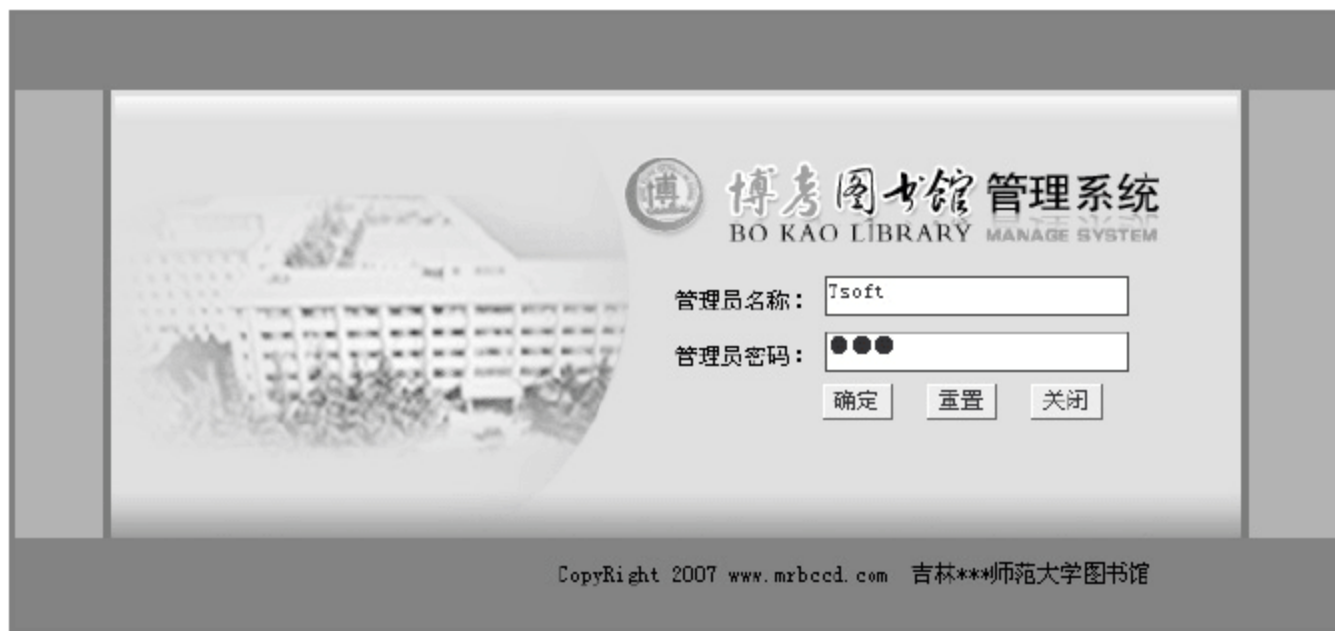 博
博考图书馆管理系统
BO KAO LIBRARY MANAGE SYSTEM
管理员名称：Tsoft
管理员密码：●●●
确定 重置 关闭
CopyRight 2007 www.mrbccd.com 吉林***师范大学图书馆